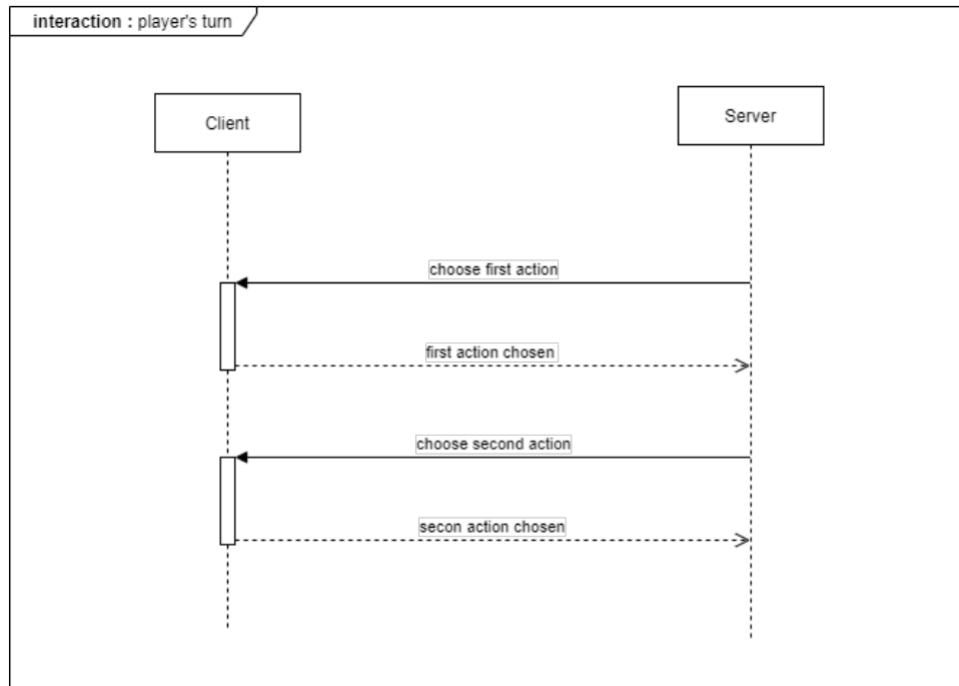 interaction : player's turn
Client
Server
choose first action
first action chosen
choose second action
secon action chosen